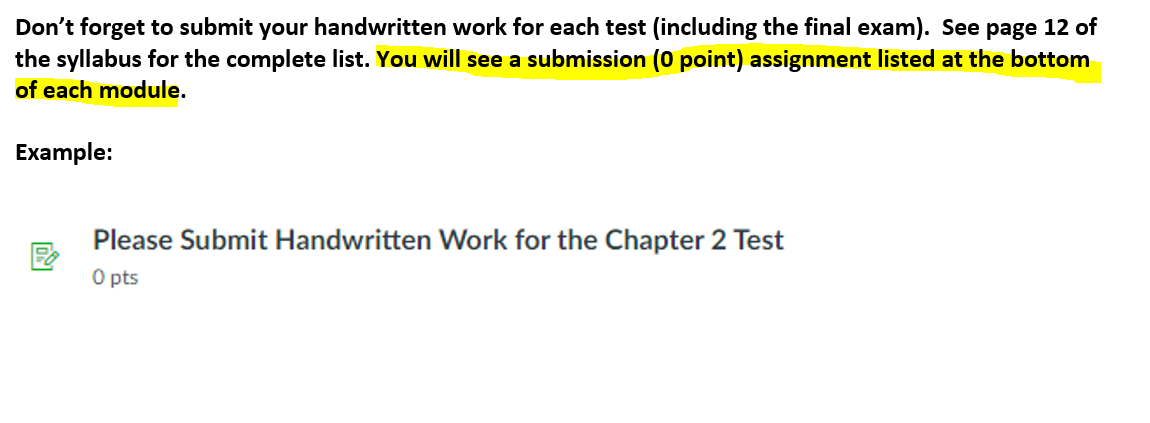 Don’t forget to submit your handwritten work for each test (including the final exam).  See page 12 of
the syllabus for the complete list. You will see a submission (0 point) assignment listed at the bottom
of each module.
Example:
Please Submit Handwritten Work for the Chapter 2 Test
0 pts